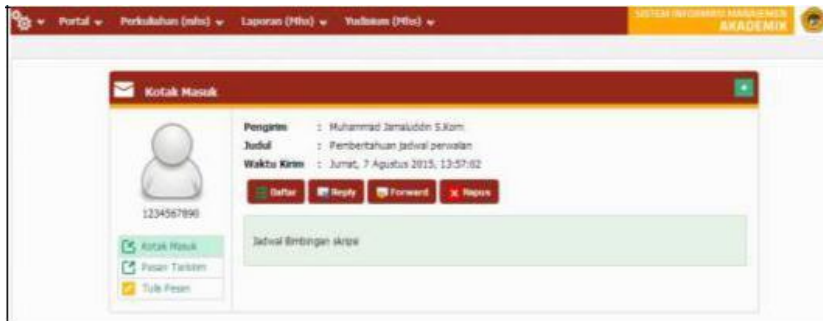 Portal Perkuliahan (mhs) Laporan (Mhs) Yudisium (Mhs)
SISTEM INFORMASI MANAJEMEN
AKADEMIK
Kotak Masuk
Pengirim : Muhammad Jamaluddin S.Kom
Judul : Pemberitahuan jadwal perwalian
Waktu Kirim : Jumat, 7 Agustus 2015, 13:57:02
Daftar Reply Forward Hapus
1234567890
Jadwal Bimbingan skripsi
Kotak Masuk
Pesan Terkirim
Tulis Pesan